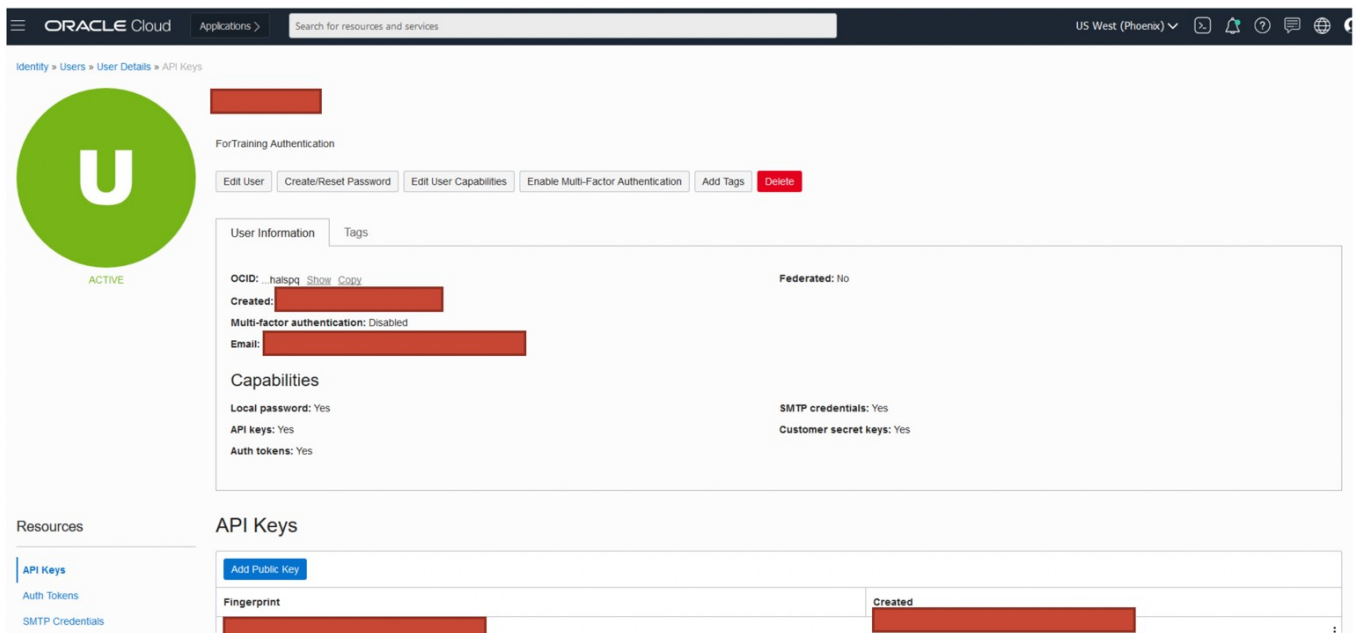 ORACLE Cloud Applications > Search for resources and services US West (Phoenix)
Identity » Users » User Details » API Keys
U
ACTIVE
ForTraining Authentication
Edit User Create/Reset Password Edit User Capabilities Enable Multi-Factor Authentication Add Tags Delete
User Information Tags
OCID: ...halspq Show Copy Federated: No
Created:
Multi-factor authentication: Disabled
Email:
Capabilities
Local password: Yes SMTP credentials: Yes
API keys: Yes Customer secret keys: Yes
Auth tokens: Yes
Resources
API Keys
Auth Tokens
SMTP Credentials
API Keys
Add Public Key
Fingerprint Created